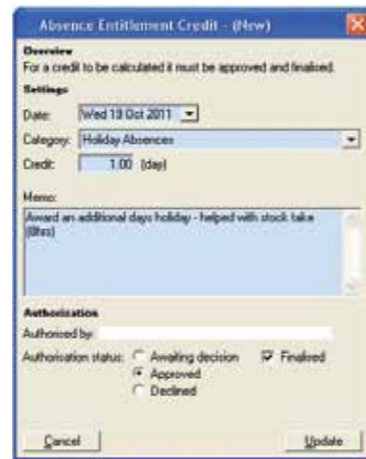 Absence Entitlement Credit - (New)
Overview
For a credit to be calculated it must be approved and finalised.
Settings
Date: Wed 19 Oct 2011
Category: Holiday Absences
Credit: 1.00 (day)
Memo:
Award an additional days holiday - helped with stock take
(8hrs)
Authorisation
Authorised by:
Authorisation status: Awaiting decision Finalised
Approved
Declined
Cancel Update